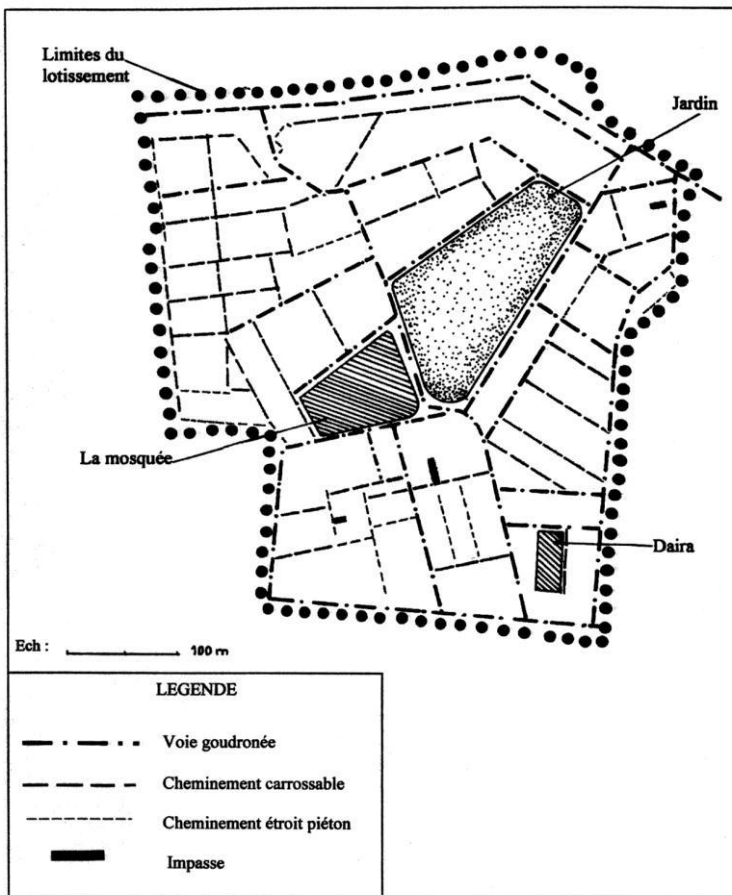 Limites du
lotissement
Jardin
La mosquée
Daira
Ech :
100 m
LEGENDE
Voie goudronée
Cheminement carrossable
Cheminement étroit piéton
Impasse